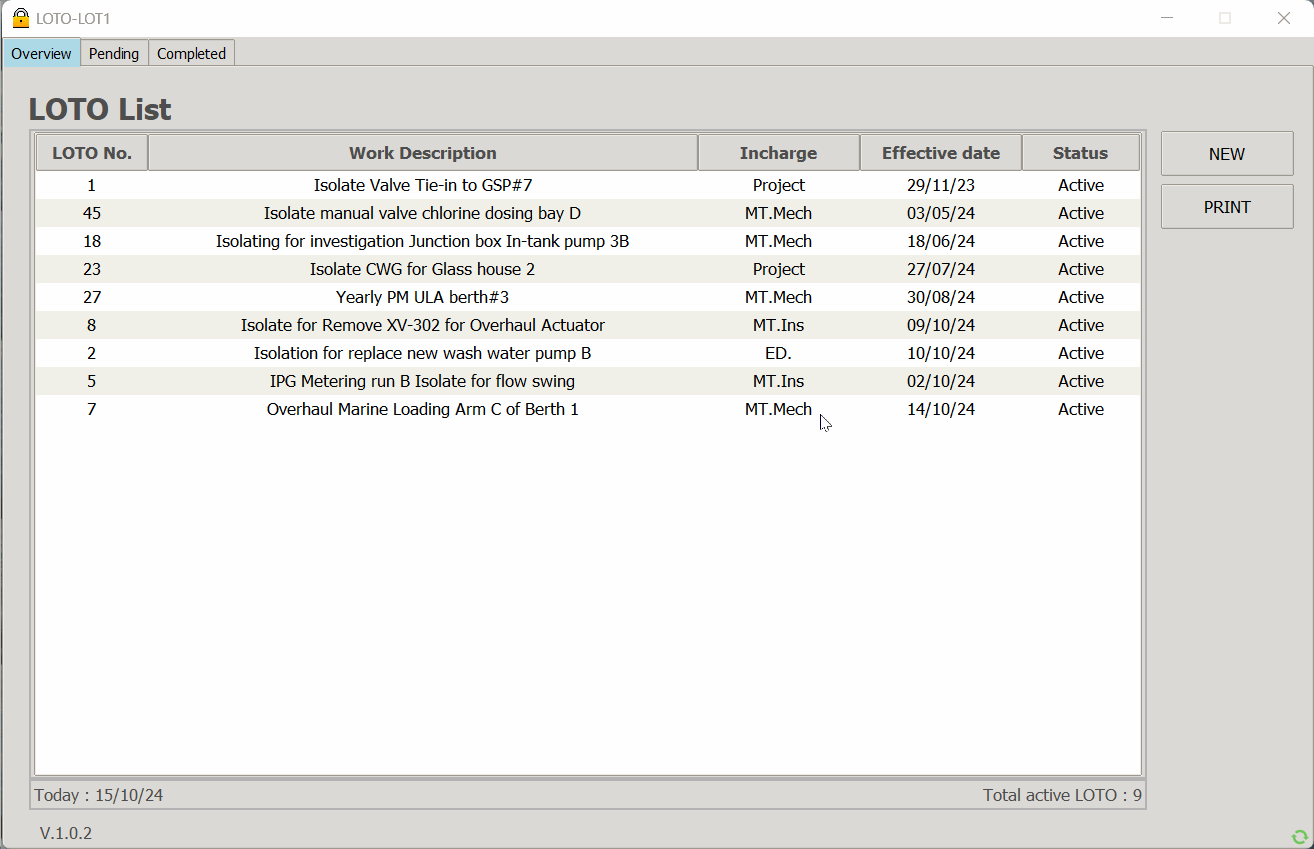 LOTO-LOT1
Overview Pending Completed
LOTO List
LOTO No. Work Description Incharge Effective date Status
1 Isolate Valve Tie-in to GSP#7 Project 29/11/23 Active
45 Isolate manual valve chlorine dosing bay D MT.Mech 03/05/24 Active
18 Isolating for investigation Junction box In-tank pump 3B MT.Mech 18/06/24 Active
23 Isolate CWG for Glass house 2 Project 27/07/24 Active
27 Yearly PM ULA berth#3 MT.Mech 30/08/24 Active
8 Isolate for Remove XV-302 for Overhaul Actuator MT.Ins 09/10/24 Active
2 Isolation for replace new wash water pump B ED. 10/10/24 Active
5 IPG Metering run B Isolate for flow swing MT.Ins 02/10/24 Active
7 Overhaul Marine Loading Arm C of Berth 1 MT.Mech 14/10/24 Active
NEW
PRINT
Today : 15/10/24 Total active LOTO : 9
V.1.0.2